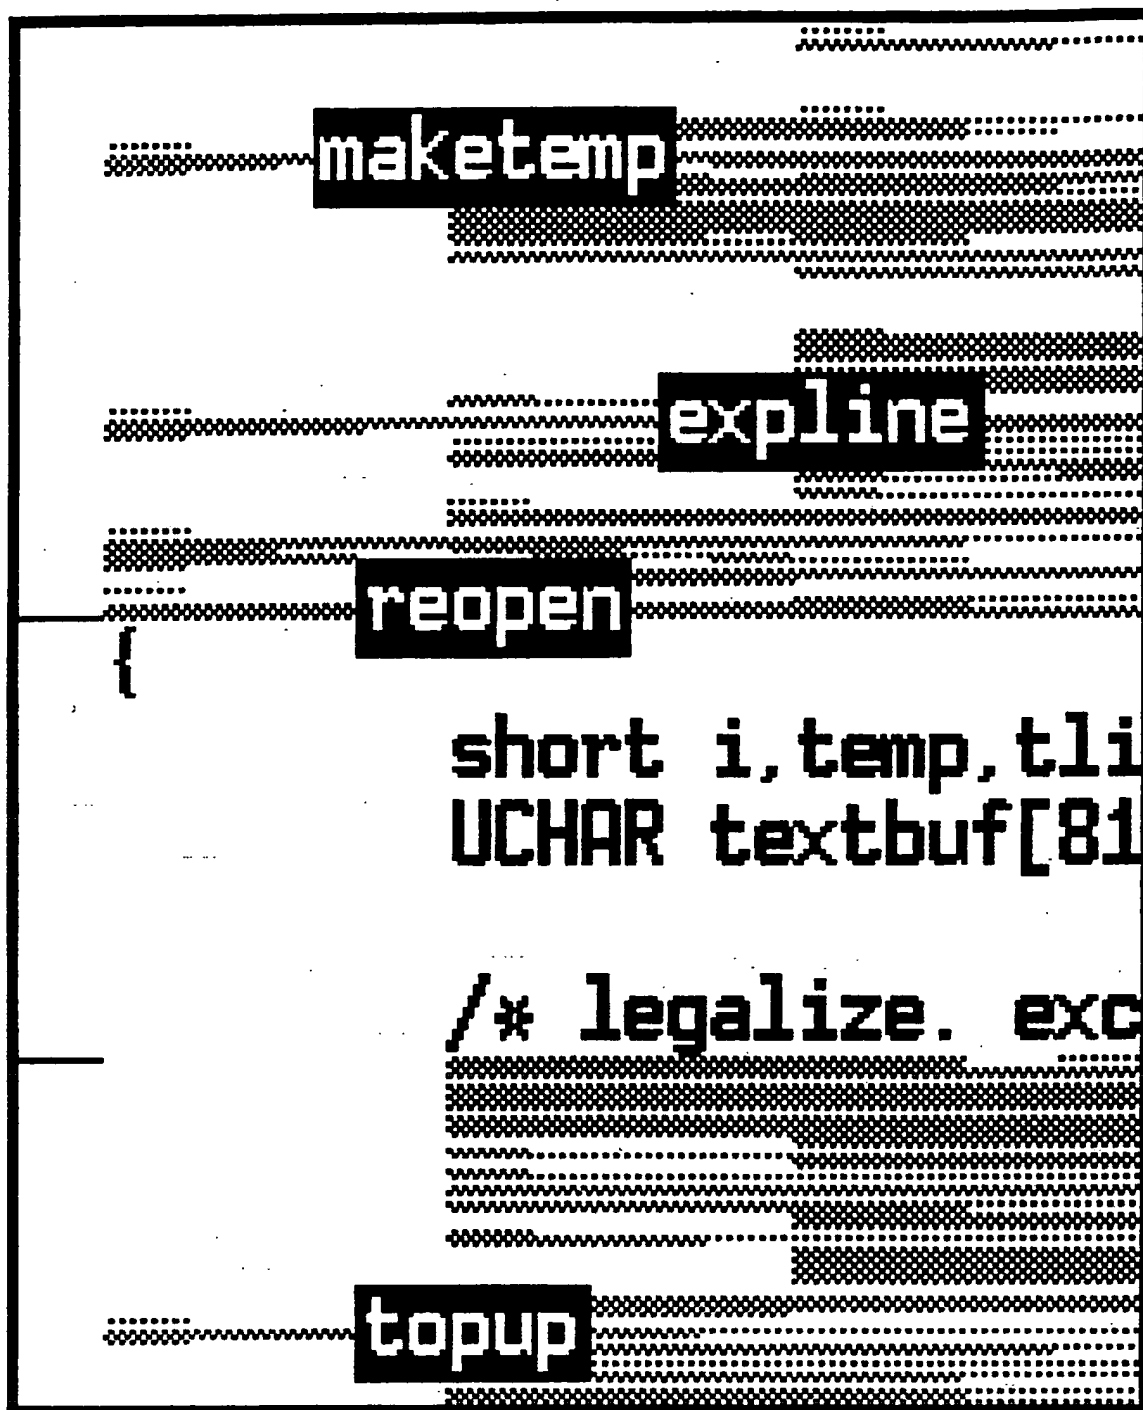 maketemp
expline
reopen
{
short i,temp,tli
UCHAR textbuf[81
/* legalize. exc
topup